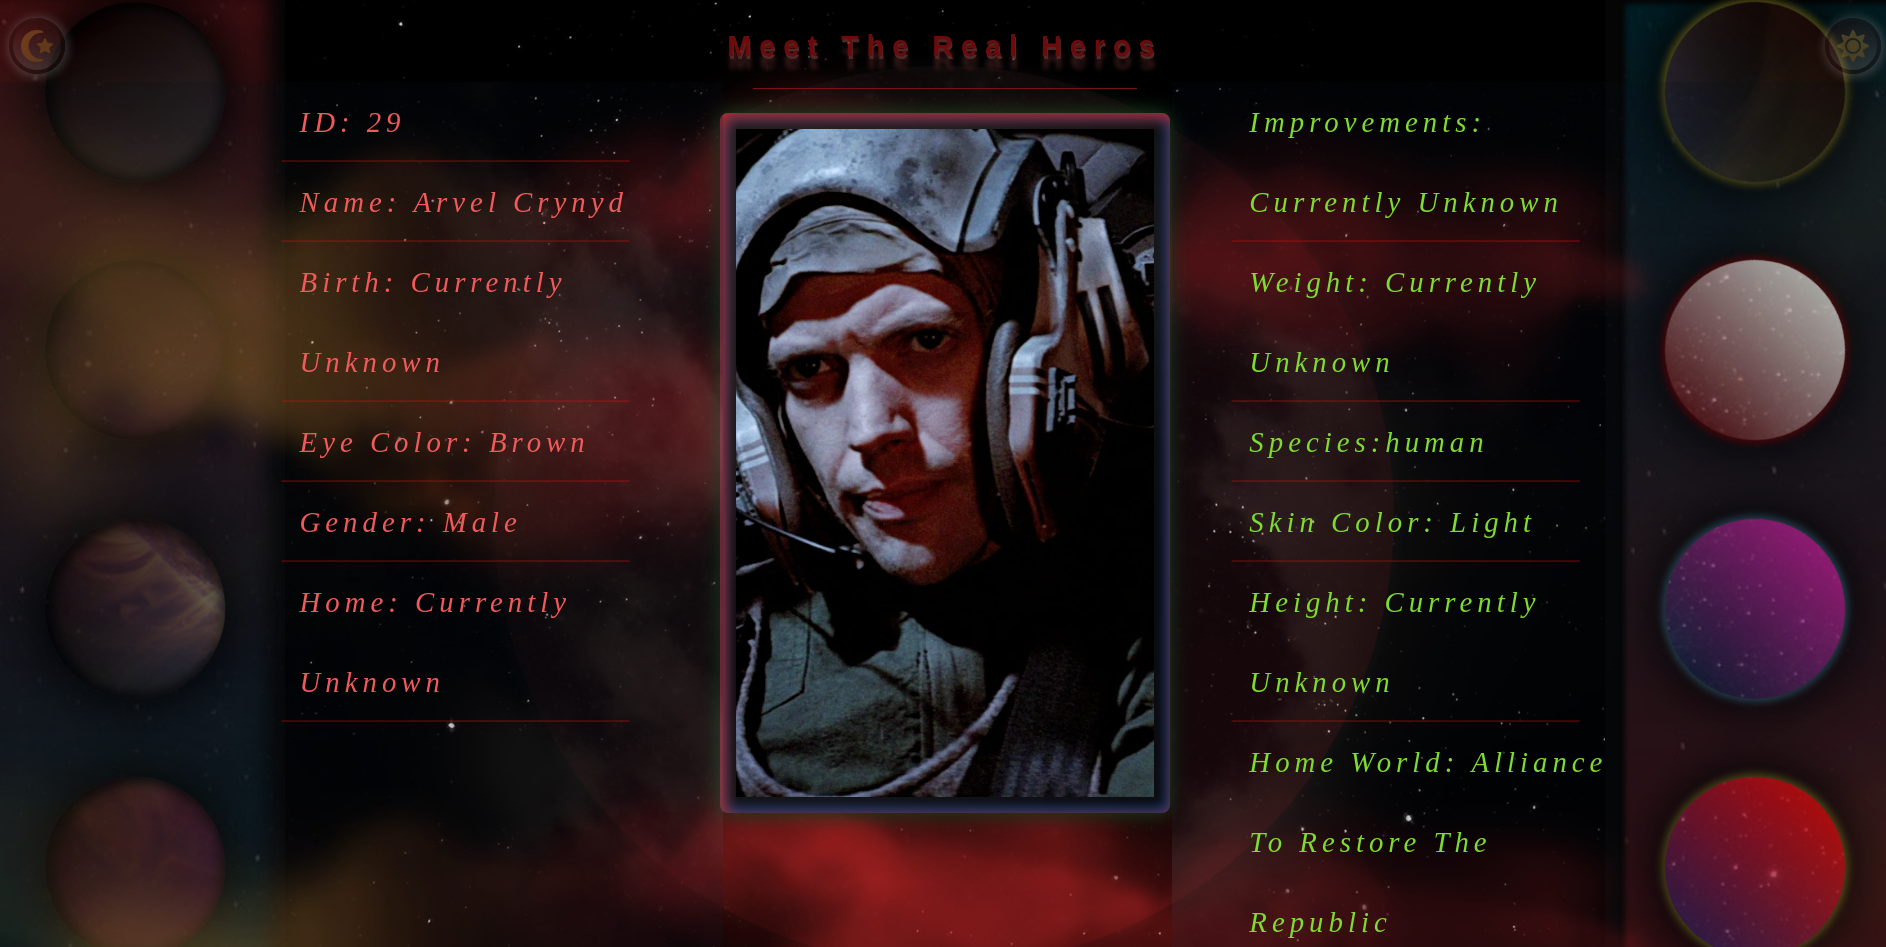 Meet The Real Heros
ID: 29
Name: Arvel Crynyd
Birth: Currently
Unknown
Eye Color: Brown
Gender: Male
Home: Currently
Unknown
Improvements:
Currently Unknown
Weight: Currently
Unknown
Species:human
Skin Color: Light
Height: Currently
Unknown
Home World: Alliance
To Restore The
Republic